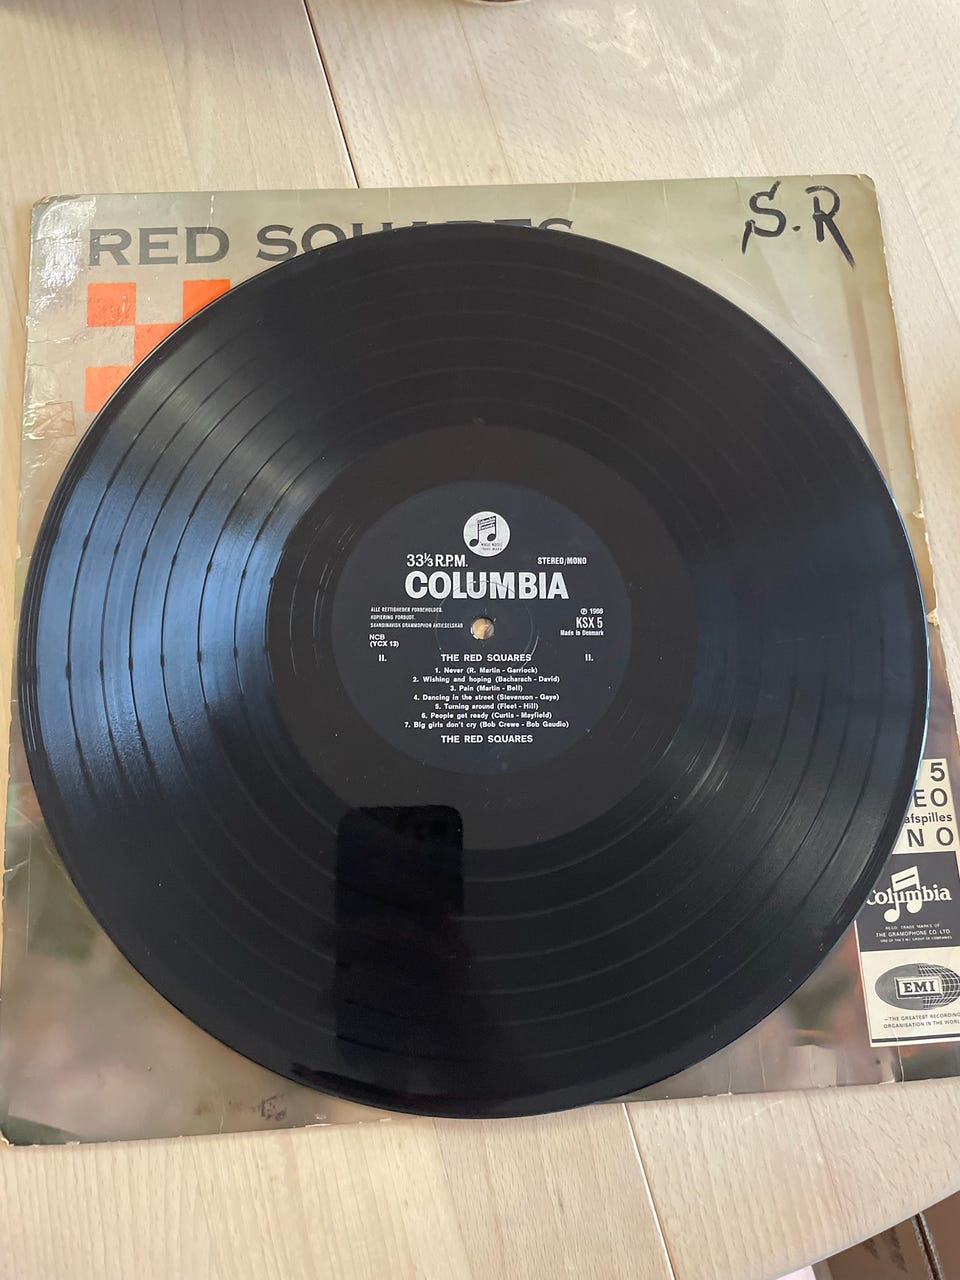 RED SQUARES
S.R
33⅓ R.P.M.
STEREO/MONO
COLUMBIA
ALLE RETTIGHEDER FORBEHOLDES.
KOPIERING FORBUDT.
SKANDINAVISK GRAMMOPHON AKTIESELSKAB
NCB
(YCX 13)
℗ 1966
KSX 5
Made in Denmark
II. THE RED SQUARES II.
1. Never (R. Martin - Garriock)
2. Wishing and hoping (Bacharach - David)
3. Pain (Martin - Bell)
4. Dancing in the street (Stevenson - Gaye)
5. Turning around (Fleet - Hill)
6. People get ready (Curtis - Mayfield)
7. Big girls don't cry (Bob Crewe - Bob Gaudio)
THE RED SQUARES
5
EO
afspilles
NO
Columbia
REGD. TRADE MARKS OF
THE GRAMOPHONE CO. LTD.
EMI
—THE GREATEST RECORDING
ORGANISATION IN THE WORLD